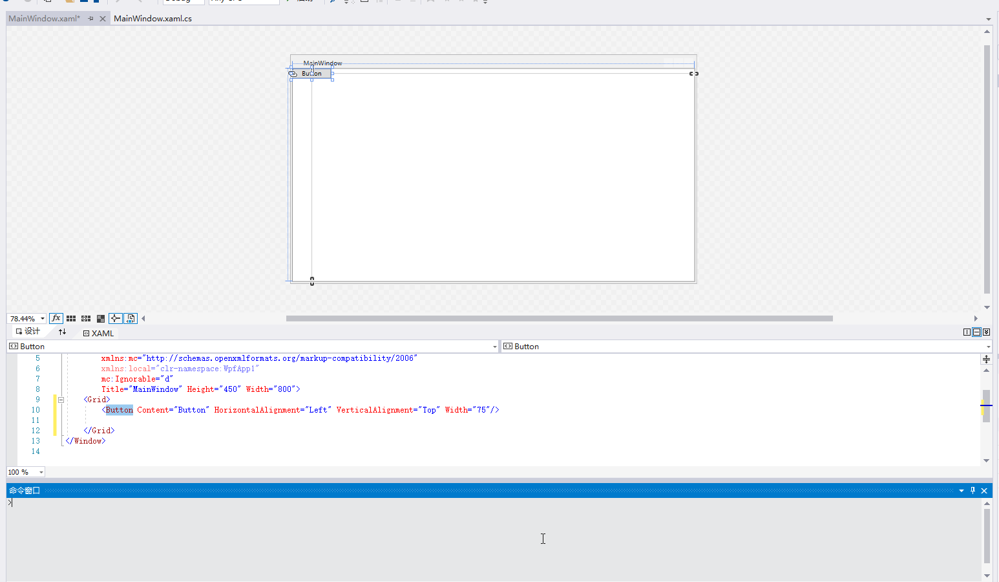 MainWindow.xaml*
MainWindow.xaml.cs
MainWindow
Button
78.44%
fx
设计
XAML
Button
Button
5 xmlns:mc="http://schemas.openxmlformats.org/markup-compatibility/2006"
6 xmlns:local="clr-namespace:WpfApp1"
7 mc:Ignorable="d"
8 Title="MainWindow" Height="450" Width="800">
9 <Grid>
10 <Button Content="Button" HorizontalAlignment="Left" VerticalAlignment="Top" Width="75"/>
11
12 </Grid>
13 </Window>
14
100 %
命令窗口
>